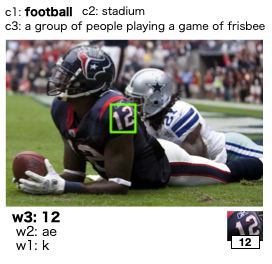 c1: football c2: stadium
c3: a group of people playing a game of frisbee
12
w3: 12
w2: ae
w1: k
12
12